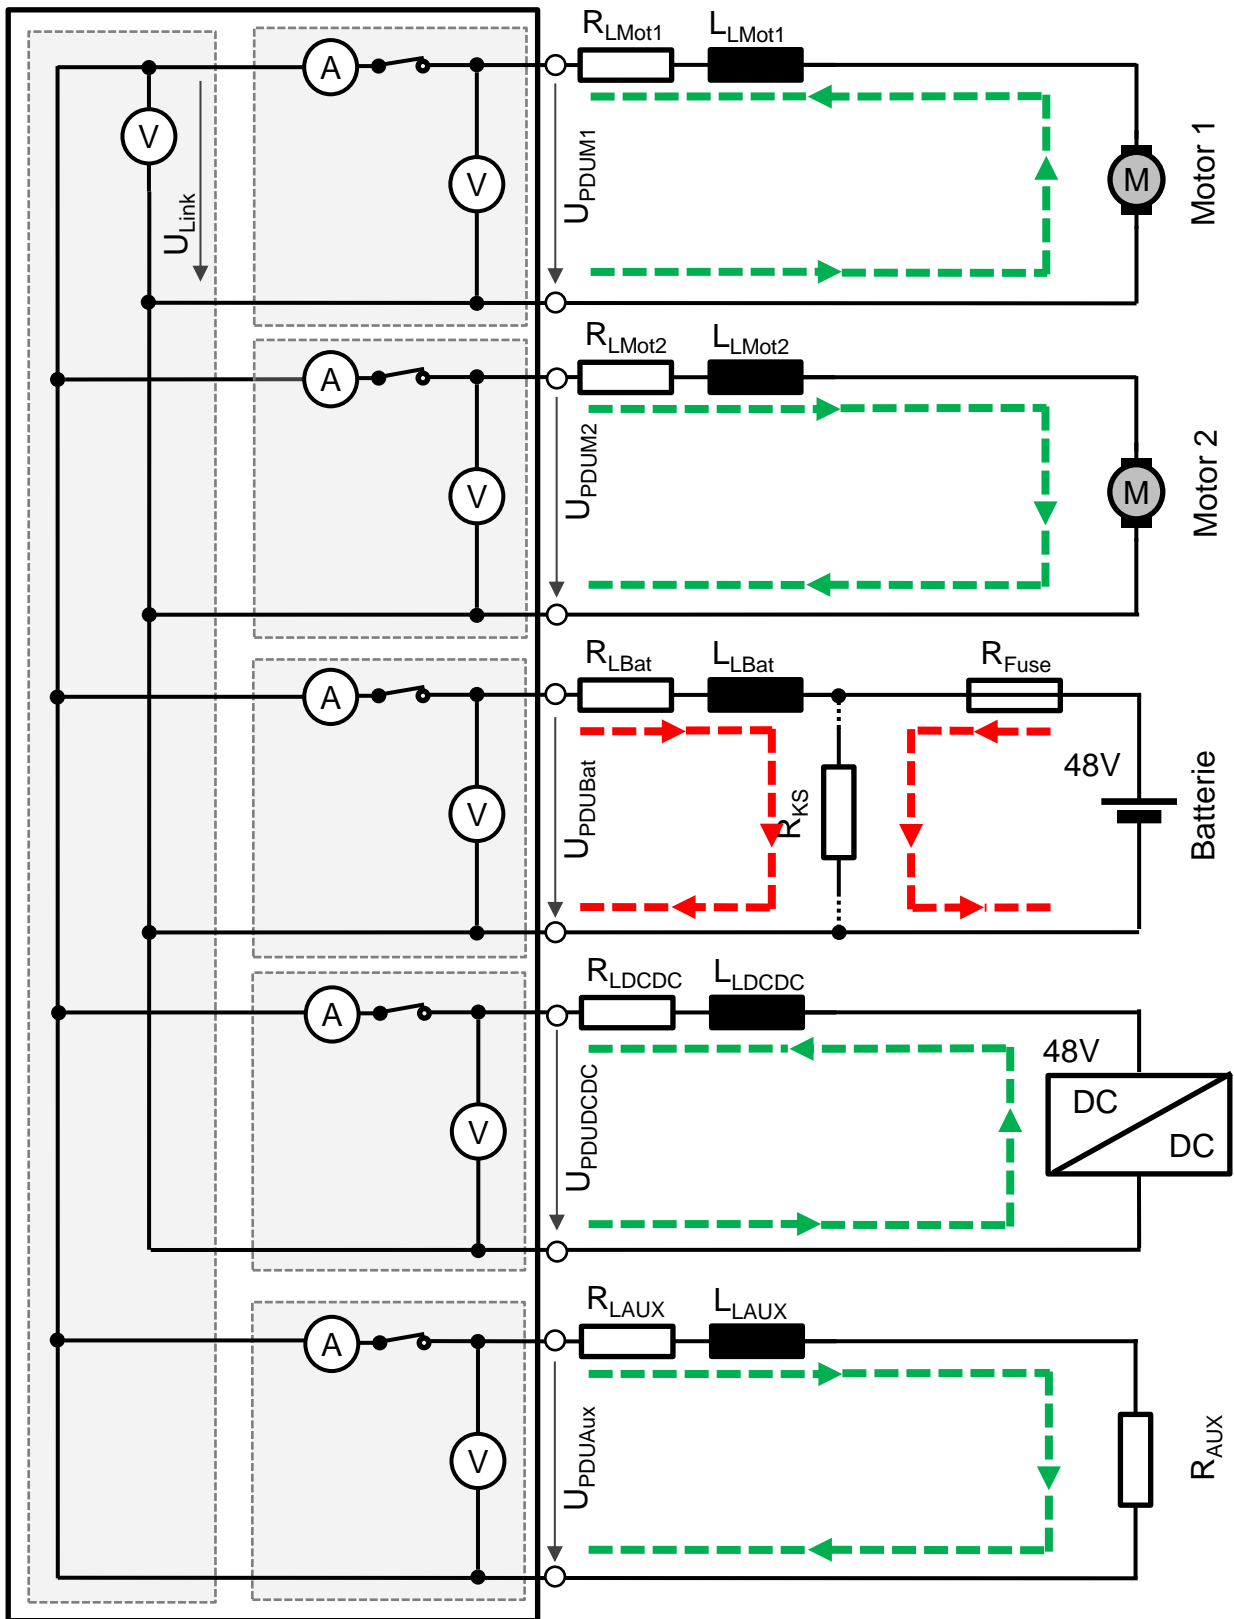 R_LMot1 L_LMot1
A
V
V
U_Link
U_PDUM1
M
Motor 1
R_LMot2 L_LMot2
A
V
U_PDUM2
M
Motor 2
R_LBat L_LBat R_Fuse
A
V
U_PDUBat
R_KS
48V
Batterie
R_LDCDC L_LDCDC
A
V
U_PDUDCDC
48V
DC
DC
R_LAUX L_LAUX
A
V
U_PDUAux
R_AUX